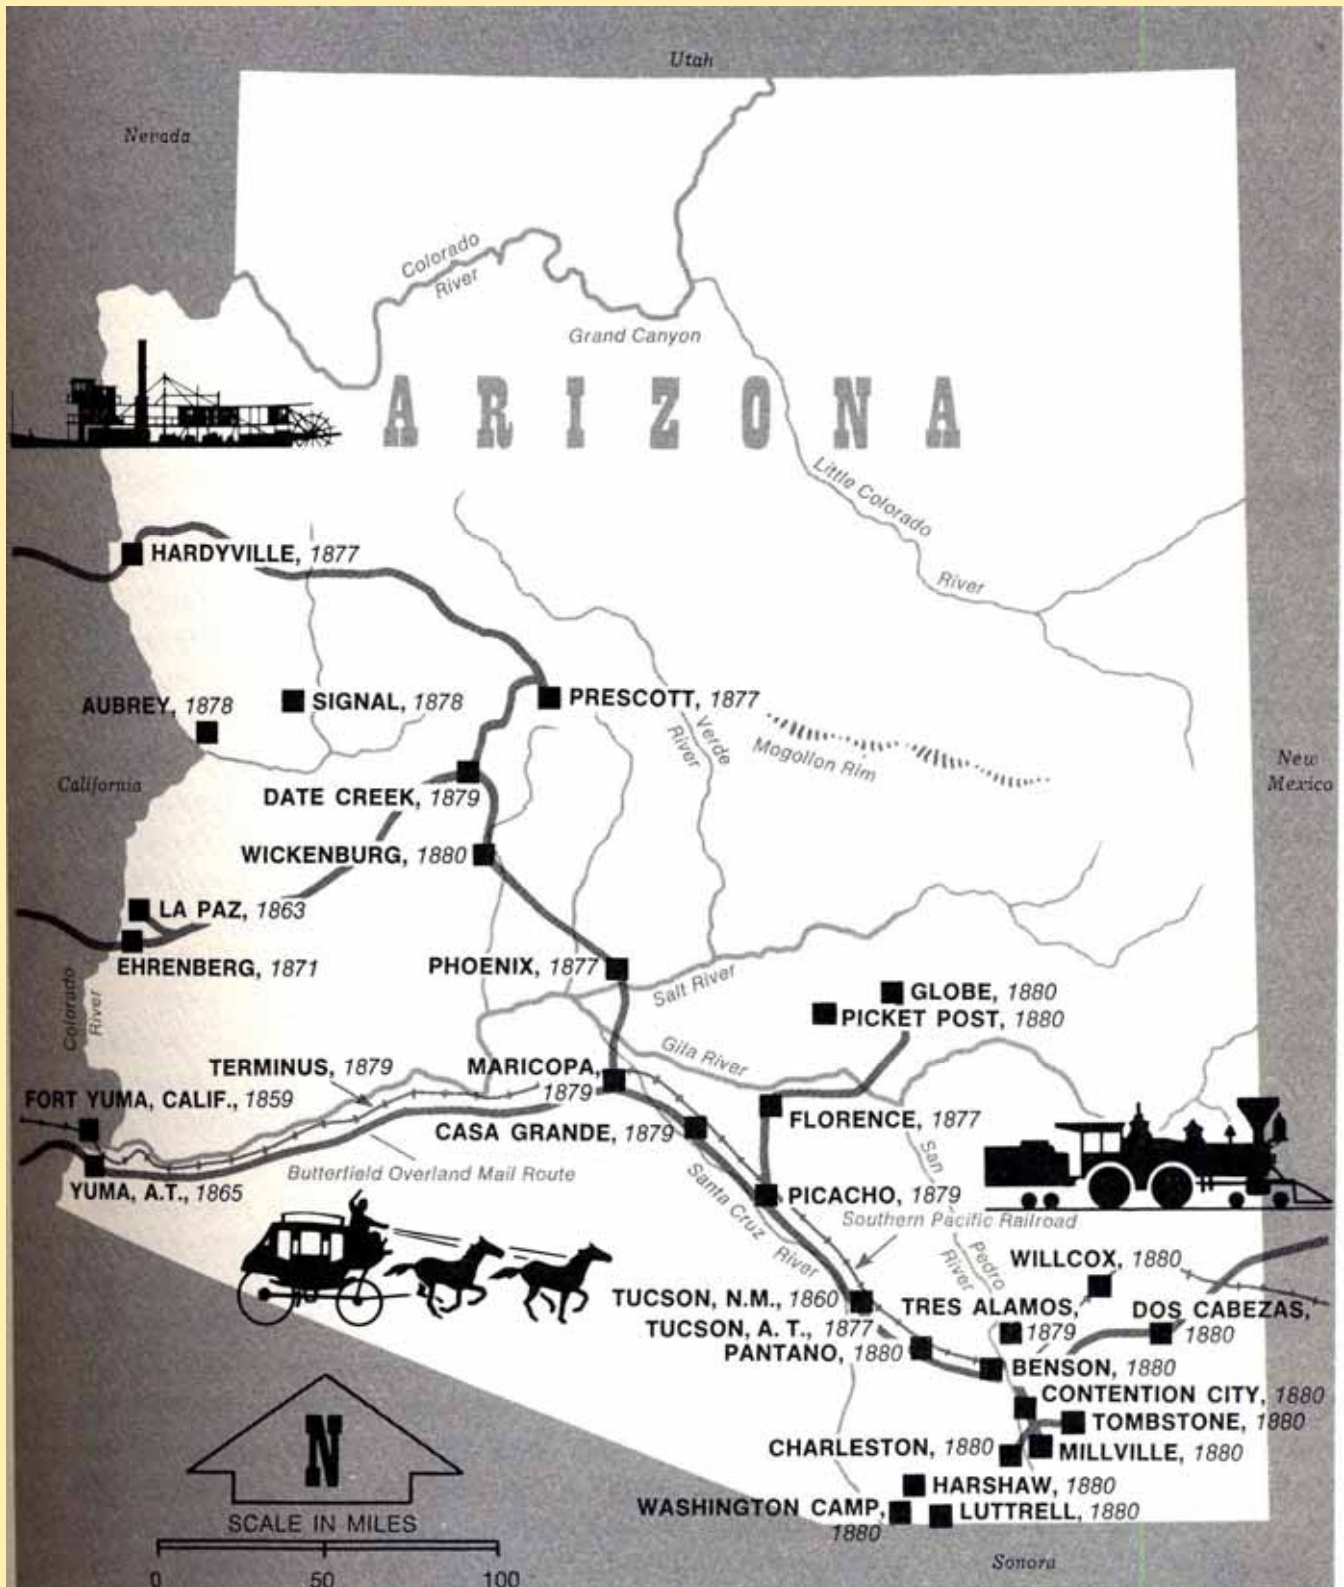 Utah
Nevada
Colorado
River
Grand Canyon
ARIZONA
Little Colorado
River
HARDYVILLE, 1877
AUBREY, 1878
SIGNAL, 1878
PRESCOTT, 1877
Verde
River
Mogollon Rim
New
Mexico
California
DATE CREEK, 1879
WICKENBURG, 1880
LA PAZ, 1863
EHRENBERG, 1871
PHOENIX, 1877
Salt River
GLOBE, 1880
PICKET POST, 1880
Colorado
River
Gila River
TERMINUS, 1879
MARICOPA,
1879
FORT YUMA, CALIF., 1859
CASA GRANDE, 1879
FLORENCE, 1877
San
Pedro
River
Butterfield Overland Mail Route
YUMA, A.T., 1865
Santa Cruz
River
PICACHO, 1879
Southern Pacific Railroad
WILLCOX, 1880
TUCSON, N.M., 1860
TRES ALAMOS,
1879
DOS CABEZAS,
1880
TUCSON, A. T., 1877
PANTANO, 1880
BENSON, 1880
CONTENTION CITY, 1880
TOMBSTONE, 1880
CHARLESTON, 1880
MILLVILLE, 1880
HARSHAW, 1880
WASHINGTON CAMP,
1880
LUTTRELL, 1880
Sonora
N
SCALE IN MILES
0 50 100